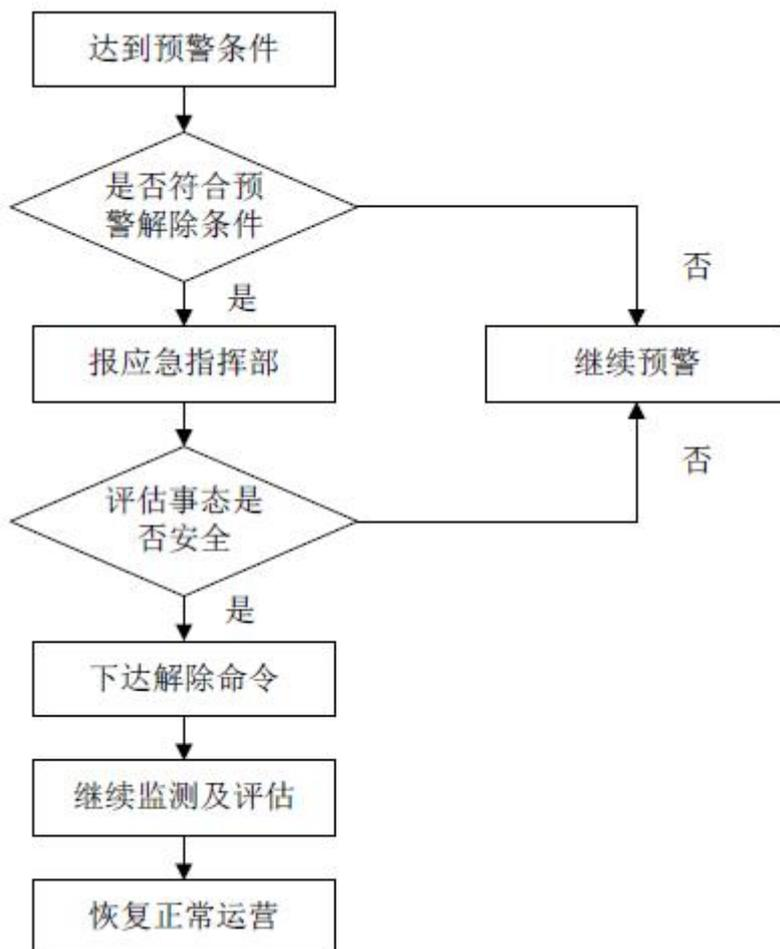 达到预警条件
是否符合预
警解除条件
否
是
报应急指挥部
继续预警
否
评估事态是
否安全
是
下达解除命令
继续监测及评估
恢复正常运营